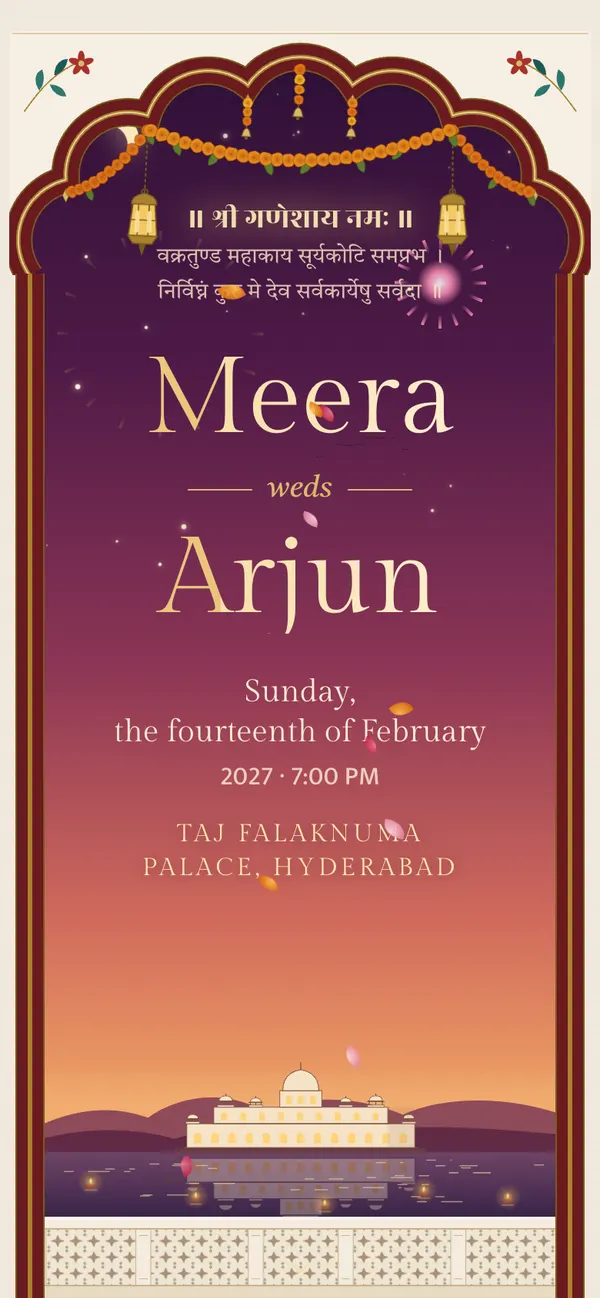 ॥ श्री गणेशाय नमः ॥
वक्रतुण्ड महाकाय सूर्यकोटि समप्रभ ।
निर्विघ्नं मे देव सर्वकार्येषु सर्वदा ॥
Meera
weds
Arjun
Sunday,
the fourteenth of February
2027 · 7:00 PM
TAJ FALAKNUMA
PALACE, HYDERABAD